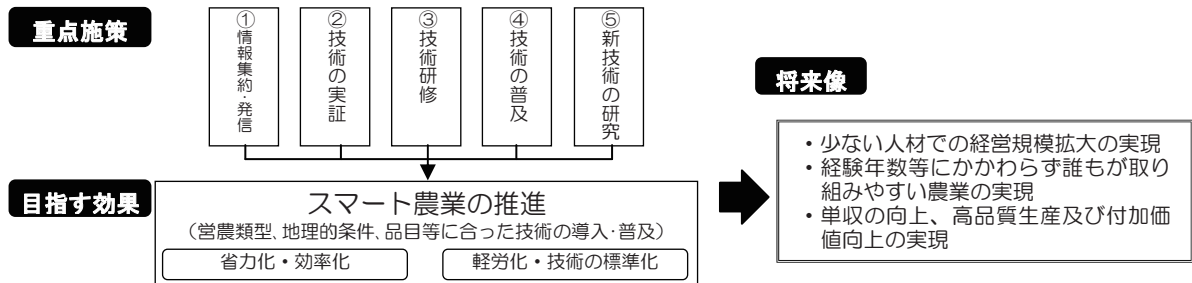 重点施策
①情報集約・発信
②技術の実証
③技術研修
④技術の普及
⑤新技術の研究
将来像
・少ない人材での経営規模拡大の実現
・経験年数等にかかわらず誰もが取り
組みやすい農業の実現
・単収の向上、高品質生産及び付加価
値向上の実現
目指す効果
スマート農業の推進
（営農類型、地理的条件、品目等に合った技術の導入・普及）
省力化・効率化
軽労化・技術の標準化